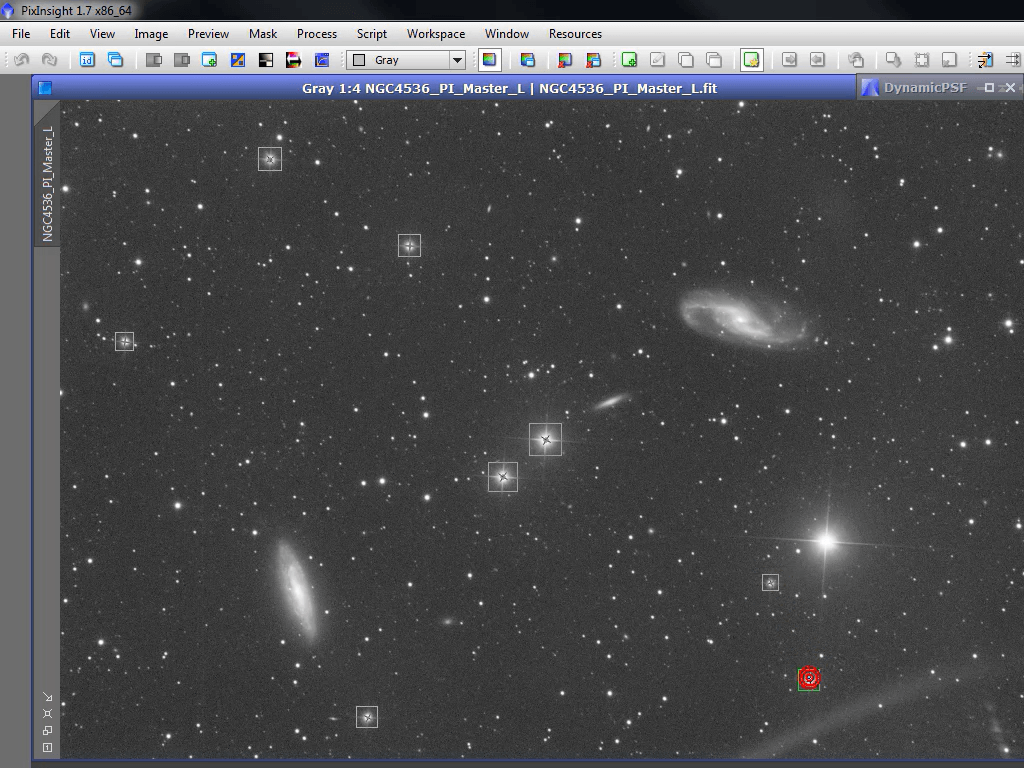 PixInsight 1.7 x86_64
File Edit View Image Preview Mask Process Script Workspace Window Resources
id Gray
Gray 1:4 NGC4536_PI_Master_L | NGC4536_PI_Master_L.fit
DynamicPSF
NGC4536_PI_Master_L